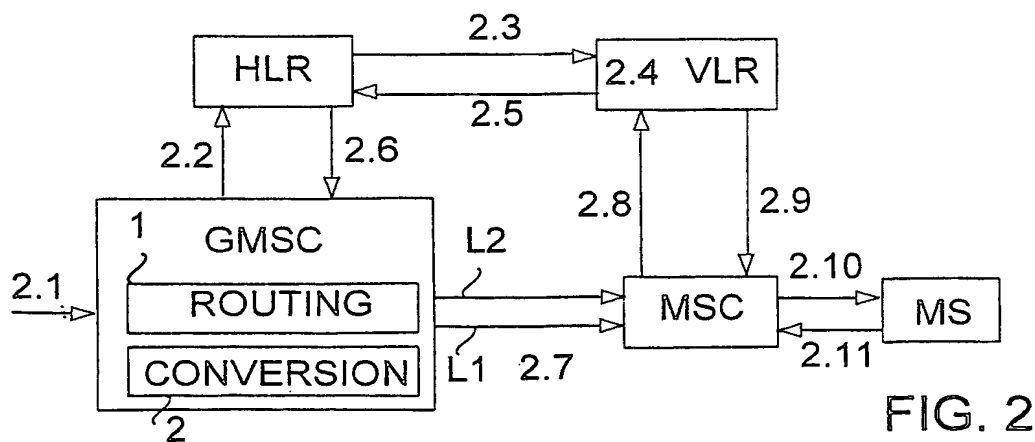 2.3
HLR
2.4 VLR
2.5
2.2
2.6
2.8
2.9
1
GMSC
L2
2.10
2.1
ROUTING
MSC
MS
L1
2.7
2.11
CONVERSION
2
FIG. 2